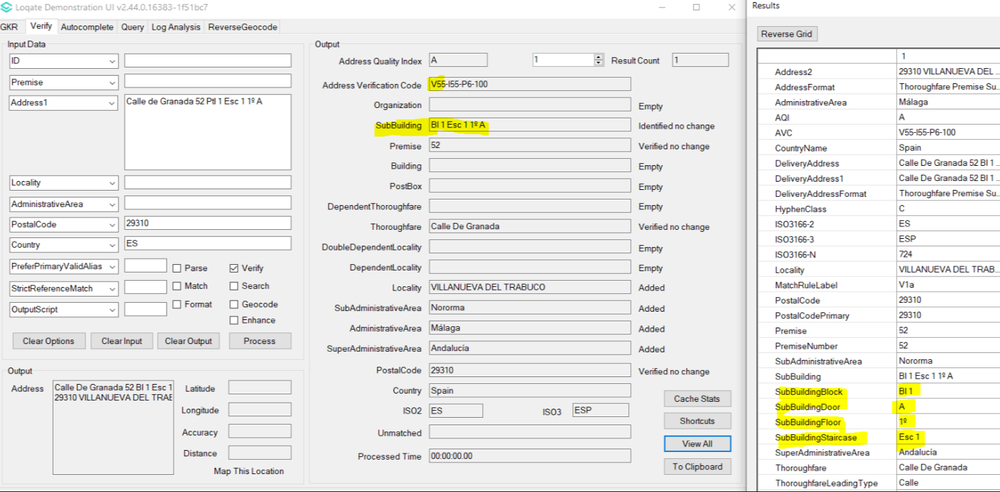 Loqate Demonstration UI v2.44.0.16383-1f51bc7
GKR Verify Autocomplete Query Log Analysis ReverseGeocode
Input Data
ID
Premise
Address1 Calle de Granada 52 Ptl 1 Esc 1 1º A
Locality
AdministrativeArea
PostalCode 29310
Country ES
PreferPrimaryValidAlias Parse Verify
StrictReferenceMatch Match Search
OutputScript Format Geocode
Enhance
Clear Options Clear Input Clear Output Process
Output
Address Calle De Granada 52 Bl 1 Esc 1 Latitude
29310 VILLANUEVA DEL TRAE
Longitude
Accuracy
Distance
Map This Location
Output
Address Quality Index A 1 Result Count 1
Address Verification Code V55-I55-P6-100
Organization Empty
SubBuilding Bl 1 Esc 1 1º A Identified no change
Premise 52 Verified no change
Building Empty
PostBox Empty
DependentThoroughfare Empty
Thoroughfare Calle De Granada Verified no change
DoubleDependentLocality Empty
DependentLocality Empty
Locality VILLANUEVA DEL TRABUCO Added
SubAdministrativeArea Nororma Added
AdministrativeArea Málaga Added
SuperAdministrativeArea Andalucía Added
PostalCode 29310 Verified no change
Country Spain
Cache Stats
ISO2 ES ISO3 ESP
Shortcuts
Unmatched
View All
Processed Time 00:00:00.00
To Clipboard
Results
Reverse Grid
1
Address2 29310 VILLANUEVA DEL ...
AddressFormat Thoroughfare Premise Su...
AdministrativeArea Málaga
AQI A
AVC V55-I55-P6-100
CountryName Spain
DeliveryAddress Calle De Granada 52 Bl 1 ...
DeliveryAddress1 Calle De Granada 52 Bl 1 ...
DeliveryAddressFormat Thoroughfare Premise Su...
HyphenClass C
ISO3166-2 ES
ISO3166-3 ESP
ISO3166-N 724
Locality VILLANUEVA DEL TRAB...
MatchRuleLabel V1a
PostalCode 29310
PostalCodePrimary 29310
Premise 52
PremiseNumber 52
SubAdministrativeArea Nororma
SubBuilding Bl 1 Esc 1 1º A
SubBuildingBlock Bl 1
SubBuildingDoor A
SubBuildingFloor 1º
SubBuildingStaircase Esc 1
SuperAdministrativeArea Andalucía
Thoroughfare Calle De Granada
ThoroughfareLeadingType Calle